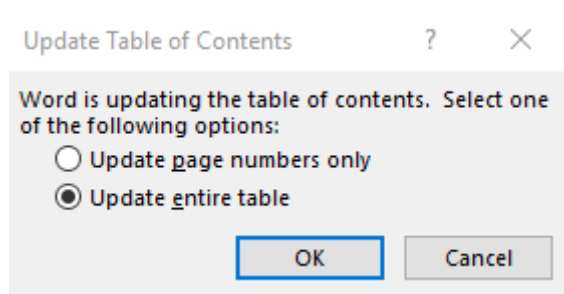 Update Table of Contents ?
Word is updating the table of contents. Select one
of the following options:
Update page numbers only
Update entire table
OK Cancel